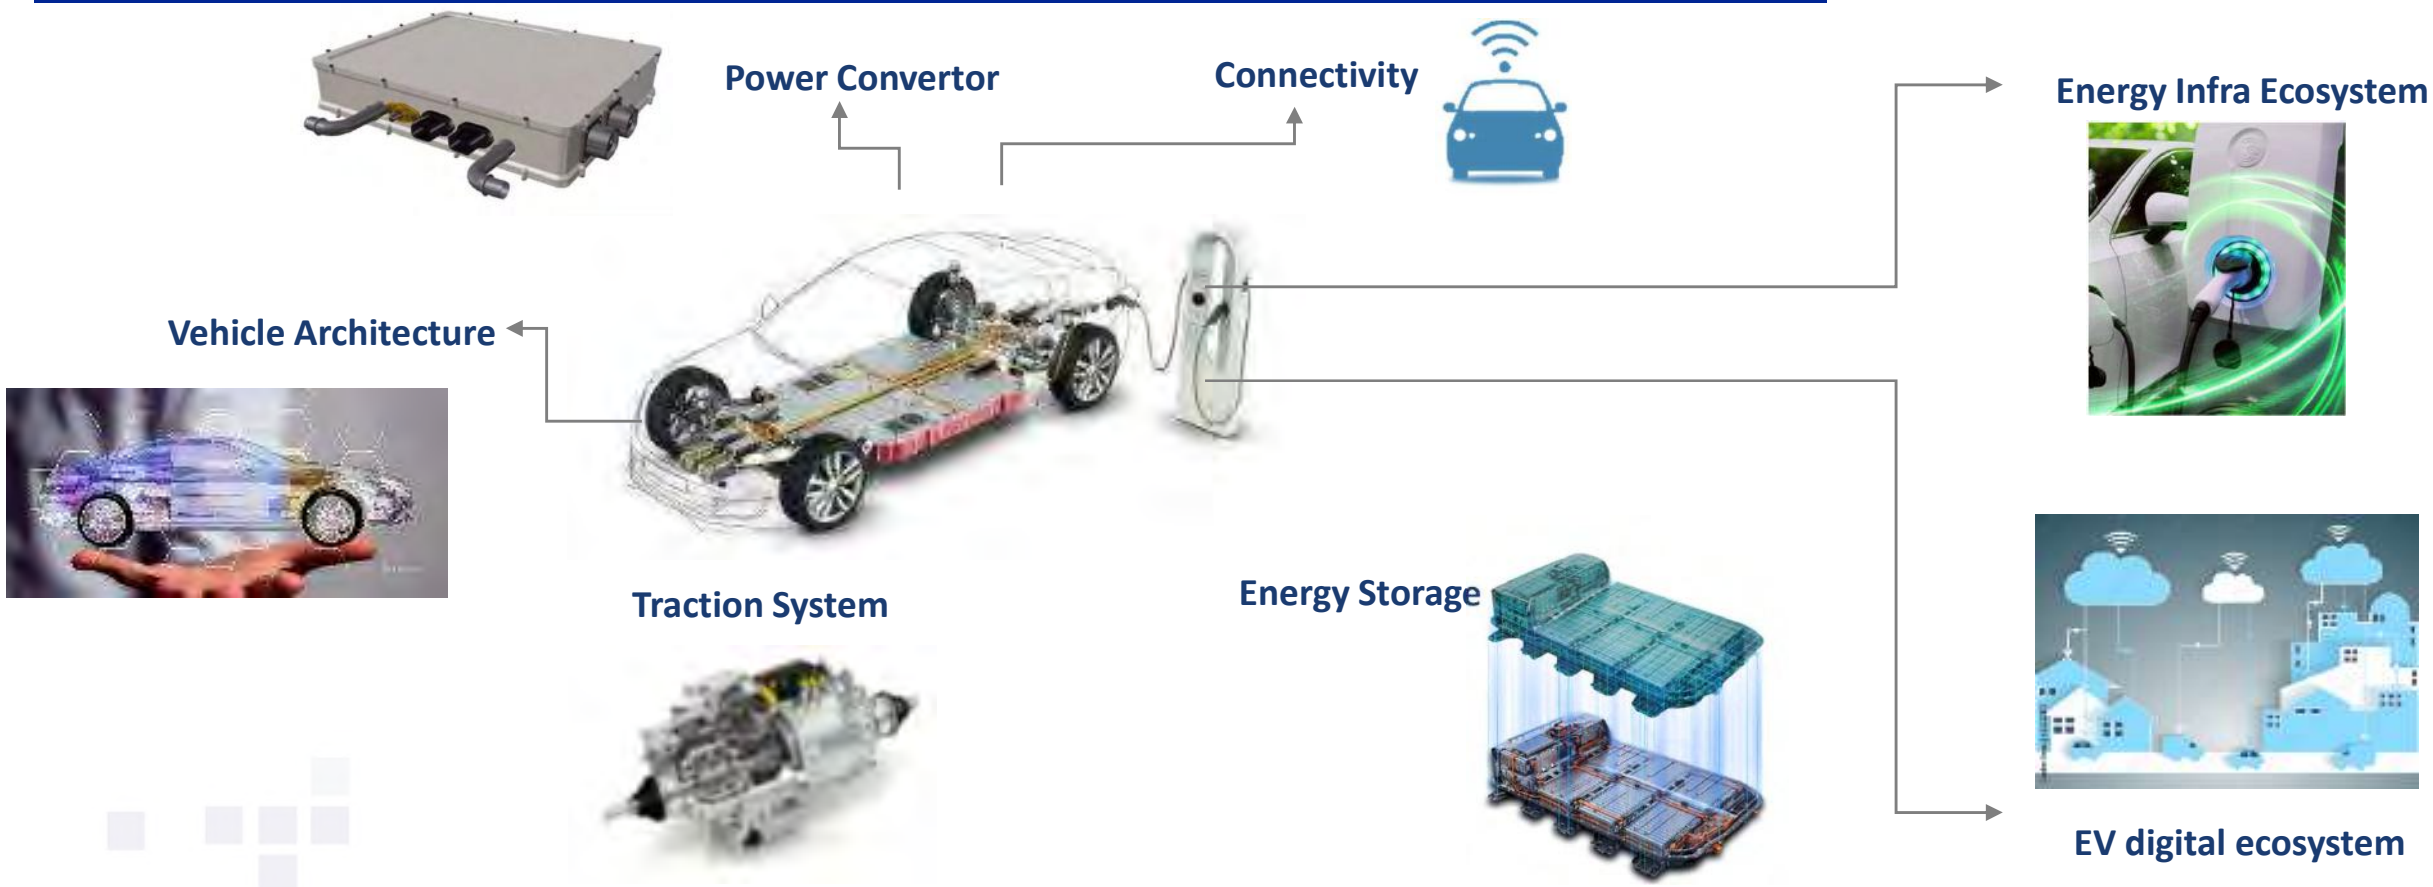 Power Convertor
Connectivity
Energy Infra Ecosystem
Vehicle Architecture
Traction System
Energy Storage
EV digital ecosystem